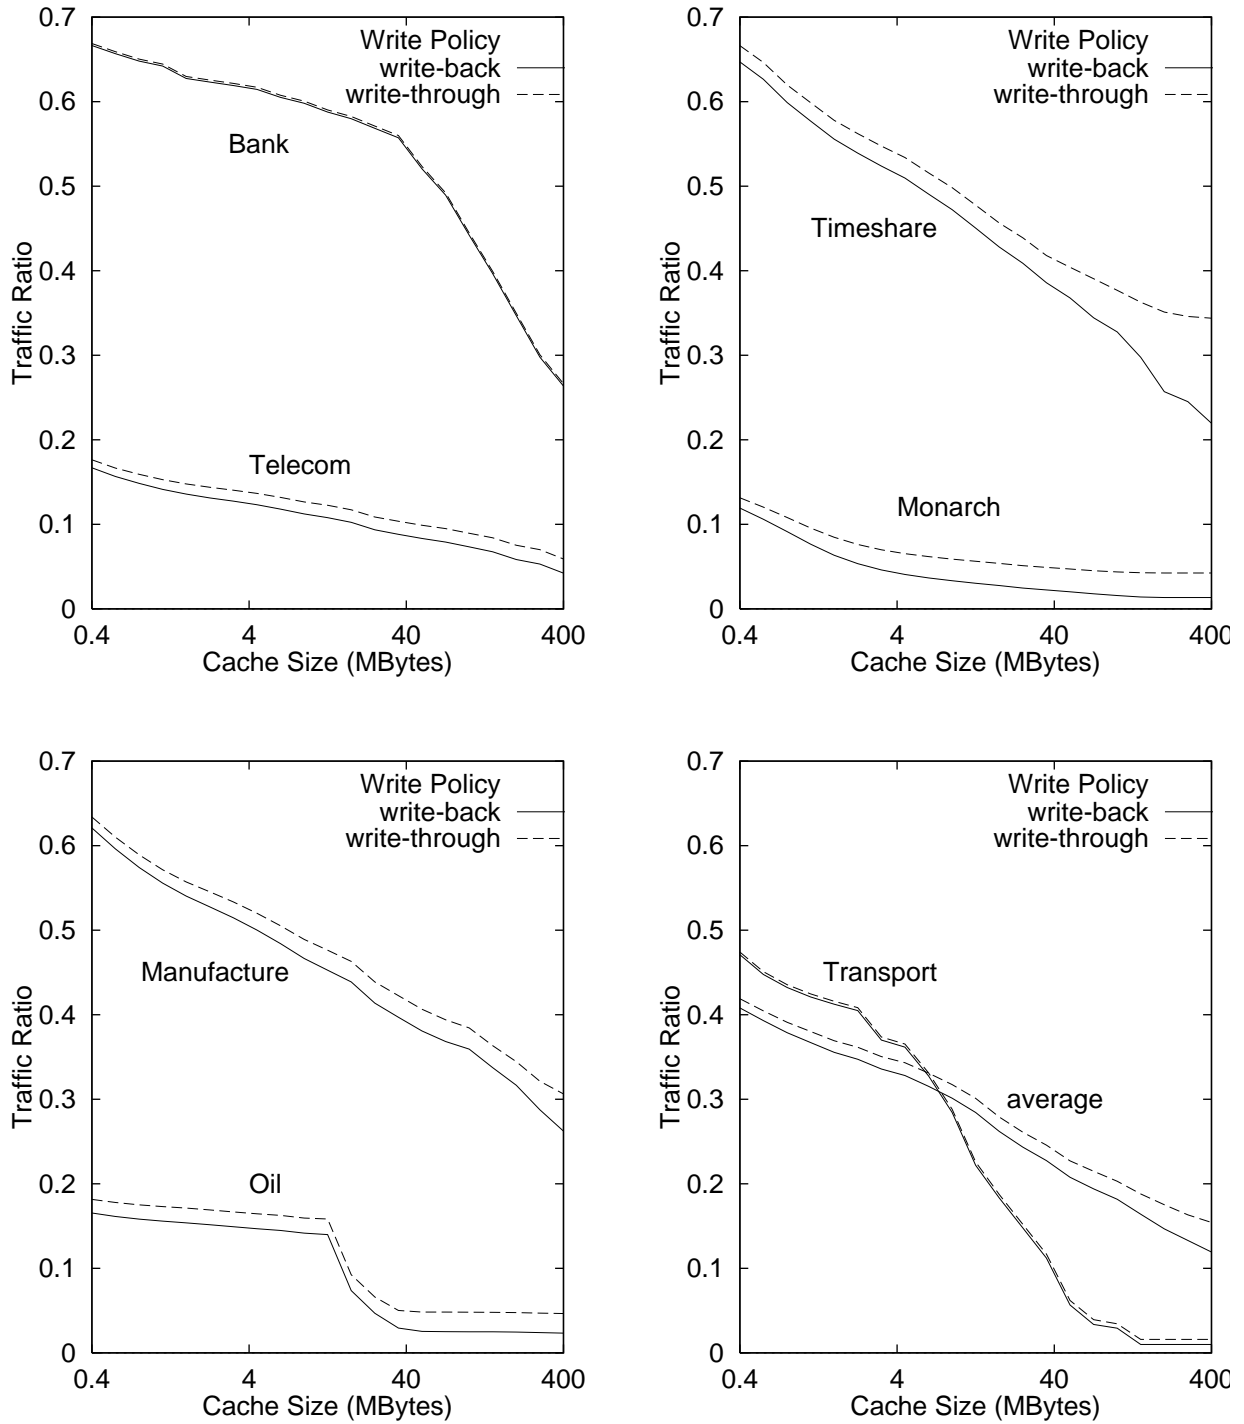 0.7
0.6
0.5
0.4
0.3
0.2
0.1
0
Traffic Ratio
Write Policy
write-back
write-through
Bank
Telecom
0.4 4 40 400
Cache Size (MBytes)
0.7
0.6
0.5
0.4
0.3
0.2
0.1
0
Traffic Ratio
Write Policy
write-back
write-through
Timeshare
Monarch
0.4 4 40 400
Cache Size (MBytes)
0.7
0.6
0.5
0.4
0.3
0.2
0.1
0
Traffic Ratio
Write Policy
write-back
write-through
Manufacture
Oil
0.4 4 40 400
Cache Size (MBytes)
0.7
0.6
0.5
0.4
0.3
0.2
0.1
0
Traffic Ratio
Write Policy
write-back
write-through
Transport
average
0.4 4 40 400
Cache Size (MBytes)